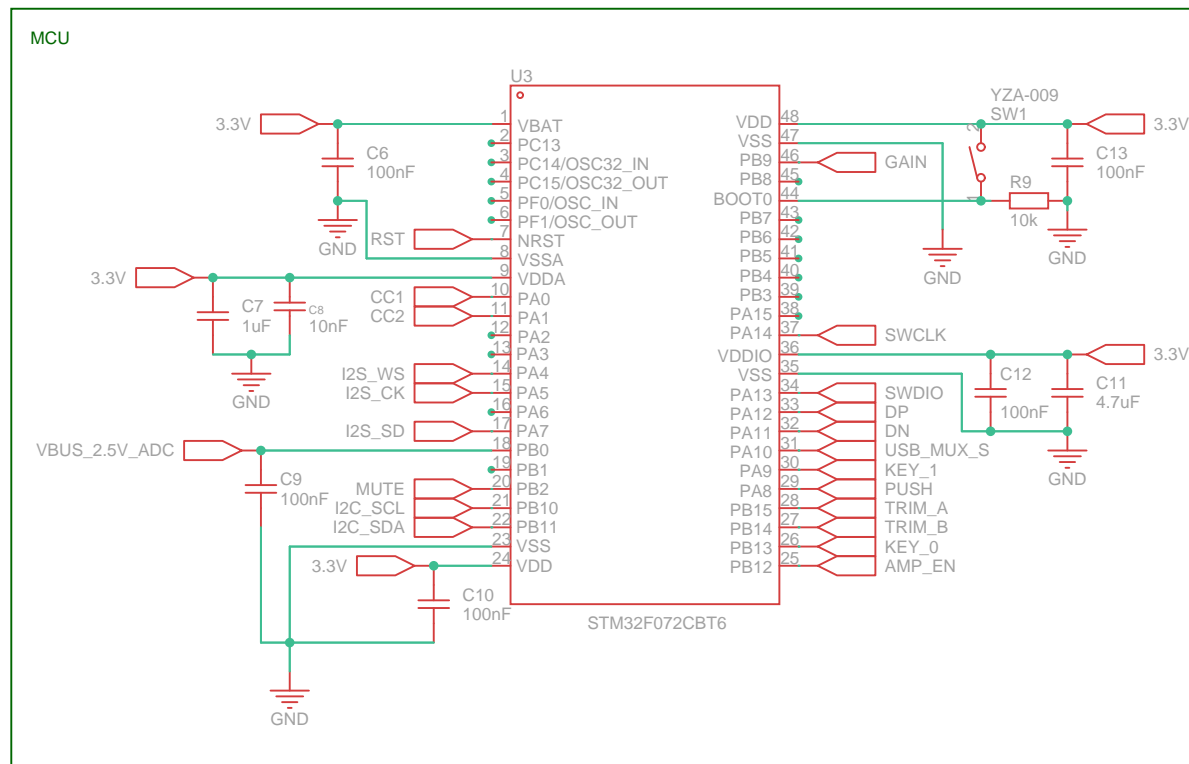 MCU
U3
3.3V
C6
100nF
GND
RST
3.3V
C7
1uF
C8
10nF
GND
CC1
CC2
I2S_WS
I2S_CK
I2S_SD
VBUS_2.5V_ADC
C9
100nF
MUTE
I2C_SCL
I2C_SDA
3.3V
C10
100nF
GND
1 VBAT
2 PC13
3 PC14/OSC32_IN
4 PC15/OSC32_OUT
5 PF0/OSC_IN
6 PF1/OSC_OUT
7 NRST
8 VSSA
9 VDDA
10 PA0
11 PA1
12 PA2
13 PA3
14 PA4
15 PA5
16 PA6
17 PA7
18 PB0
19 PB1
20 PB2
21 PB10
22 PB11
23 VSS
24 VDD
VDD 48
VSS 47
PB9 46
PB8 45
BOOT0 44
PB7 43
PB6 42
PB5 41
PB4 40
PB3 39
PA15 38
PA14 37
VDDIO 36
VSS 35
PA13 34
PA12 33
PA11 32
PA10 31
PA9 30
PA8 29
PB15 28
PB14 27
PB13 26
PB12 25
STM32F072CBT6
YZA-009
SW1
2
1
3.3V
GAIN
C13
100nF
R9
10k
GND
GND
SWCLK
3.3V
C12
100nF
C11
4.7uF
GND
SWDIO
DP
DN
USB_MUX_S
KEY_1
PUSH
TRIM_A
TRIM_B
KEY_0
AMP_EN